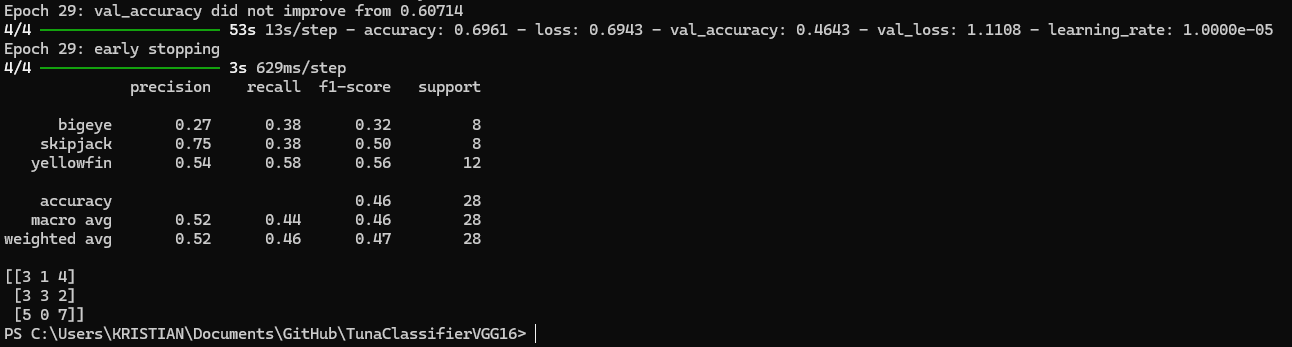 Epoch 29: val_accuracy did not improve from 0.60714
4/4 ━━━━━━━━━━━━━━━━━━━━ 53s 13s/step - accuracy: 0.6961 - loss: 0.6943 - val_accuracy: 0.4643 - val_loss: 1.1108 - learning_rate: 1.0000e-05
Epoch 29: early stopping
4/4 ━━━━━━━━━━━━━━━━━━━━ 3s 629ms/step
              precision    recall  f1-score   support

      bigeye       0.27      0.38      0.32         8
    skipjack       0.75      0.38      0.50         8
   yellowfin       0.54      0.58      0.56        12

    accuracy                           0.46        28
   macro avg       0.52      0.44      0.46        28
weighted avg       0.52      0.46      0.47        28

[[3 1 4]
 [3 3 2]
 [5 0 7]]
PS C:\Users\KRISTIAN\Documents\GitHub\TunaClassifierVGG16>